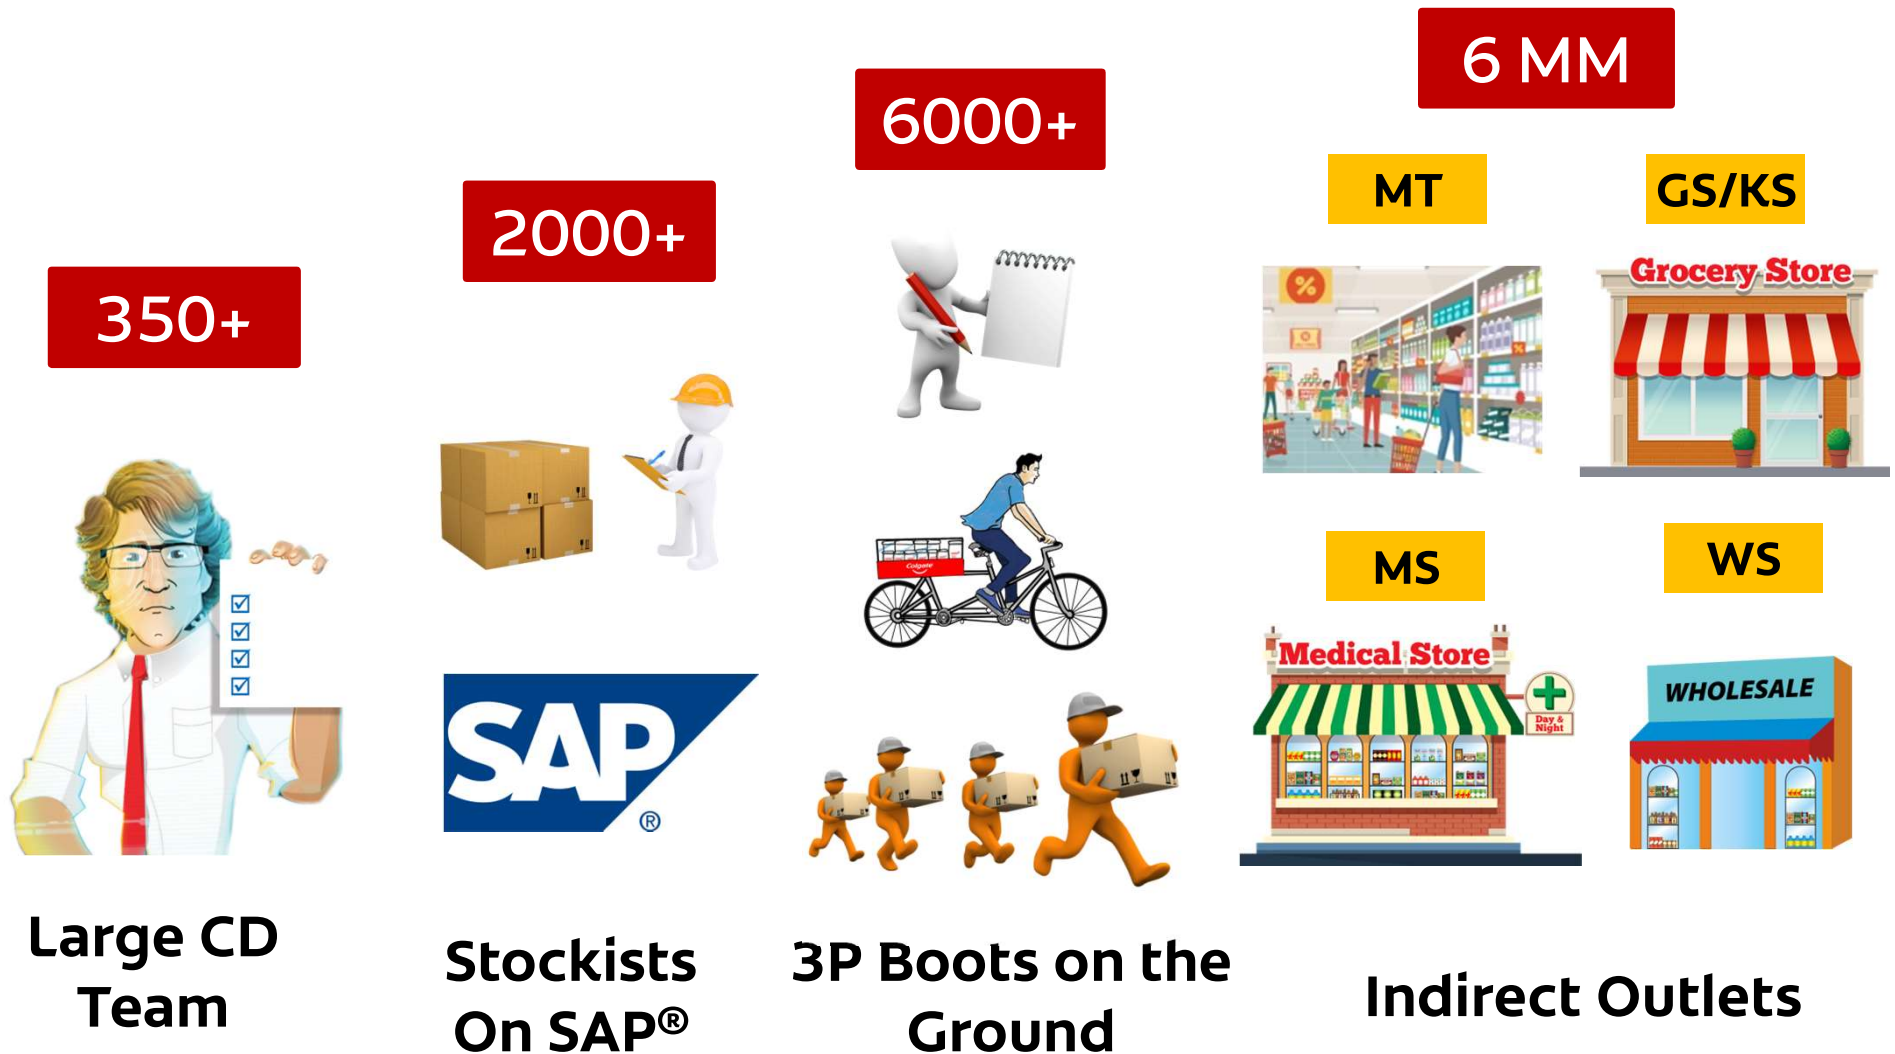 350+
Large CD
Team
2000+
SAP
®
Stockists
On SAP®
6000+
Colgate
3P Boots on the
Ground
6 MM
MT
GS/KS
%
Grocery Store
MS
WS
Medical Store
Day &
Night
WHOLESALE
Indirect Outlets